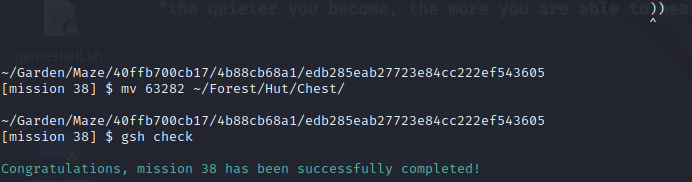 "the quieter you become, the more you are able to hear
))
^
gameshell.sh
~/Garden/Maze/40ffb700cb17/4b88cb68a1/edb285eab27723e84cc222ef543605
[mission 38] $ mv 63282 ~/Forest/Hut/Chest/
~/Garden/Maze/40ffb700cb17/4b88cb68a1/edb285eab27723e84cc222ef543605
[mission 38] $ gsh check
Congratulations, mission 38 has been successfully completed!
gameshell